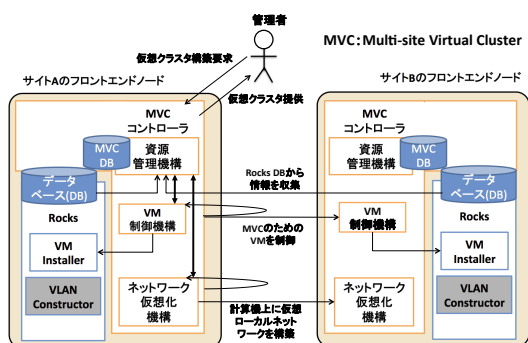 管理者
MVC：Multi-site Virtual Cluster
仮想クラスタ構築要求
仮想クラスタ提供
サイトAのフロントエンドノード
サイトBのフロントエンドノード
MVC
コントローラ
資源
管理機構
MVC
DB
データ
ベース(DB)
Rocks
VM
制御機構
VM
Installer
VLAN
Constructor
ネットワーク
仮想化
機構
Rocks DBから
情報を収集
MVCのための
VMを制御
計算機上に仮想
ローカルネット
ワークを構築
MVC
コントローラ
資源
管理機構
MVC
DB
データ
ベース(DB)
Rocks
VM
制御機構
VM
Installer
VLAN
Constructor
ネットワーク
仮想化
機構